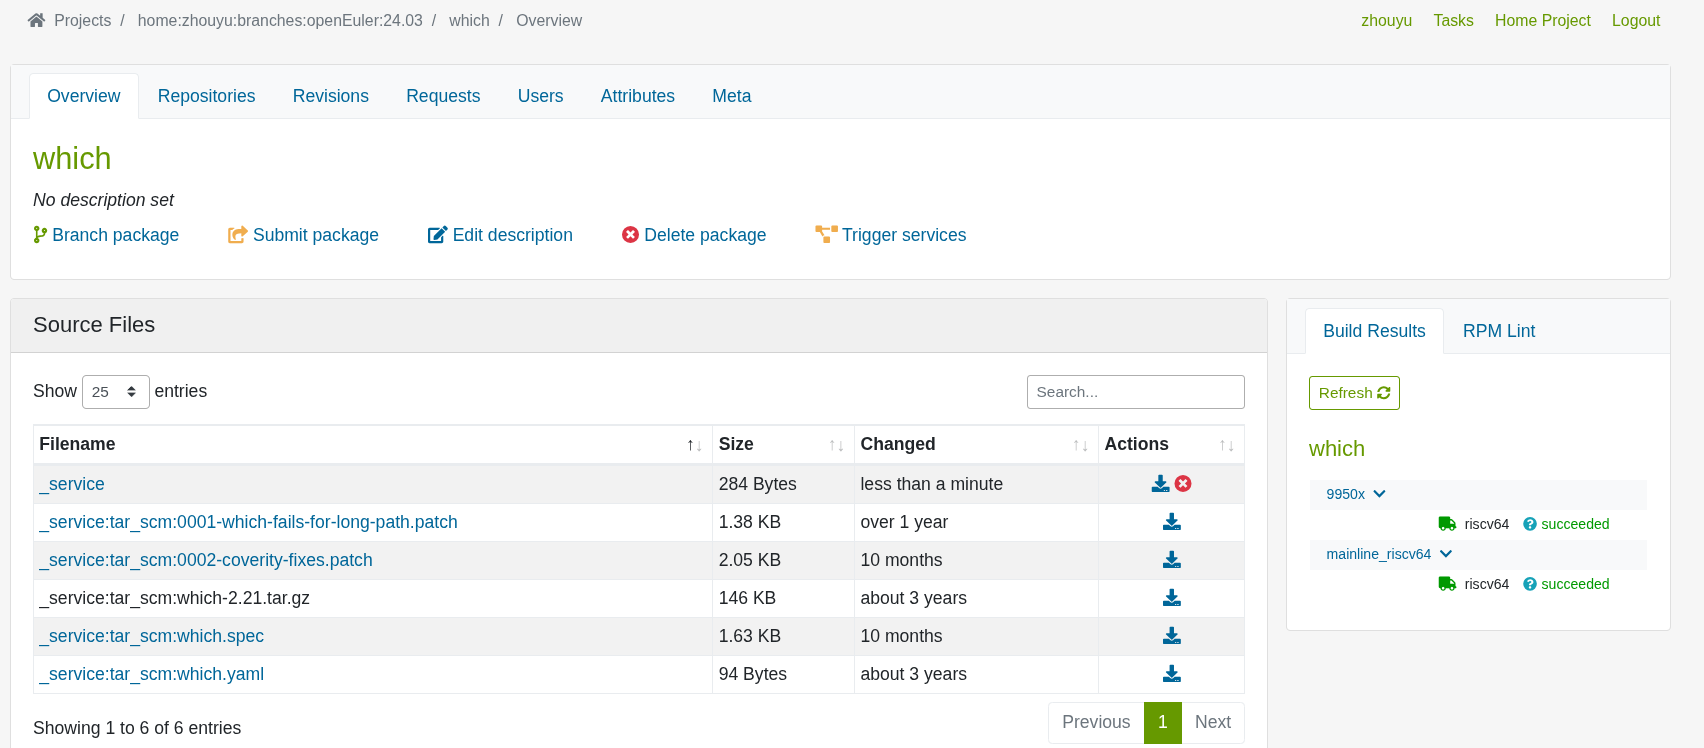 Projects / home:zhouyu:branches:openEuler:24.03 / which / Overview
zhouyu Tasks Home Project Logout
Overview Repositories Revisions Requests Users Attributes Meta
which
No description set
Branch package Submit package Edit description Delete package Trigger services
Source Files
Show 25 entries
Search...
Filename Size Changed Actions
_service 284 Bytes less than a minute
_service:tar_scm:0001-which-fails-for-long-path.patch 1.38 KB over 1 year
_service:tar_scm:0002-coverity-fixes.patch 2.05 KB 10 months
_service:tar_scm:which-2.21.tar.gz 146 KB about 3 years
_service:tar_scm:which.spec 1.63 KB 10 months
_service:tar_scm:which.yaml 94 Bytes about 3 years
Showing 1 to 6 of 6 entries
Previous 1 Next
Build Results RPM Lint
Refresh
which
9950x
riscv64 succeeded
mainline_riscv64
riscv64 succeeded